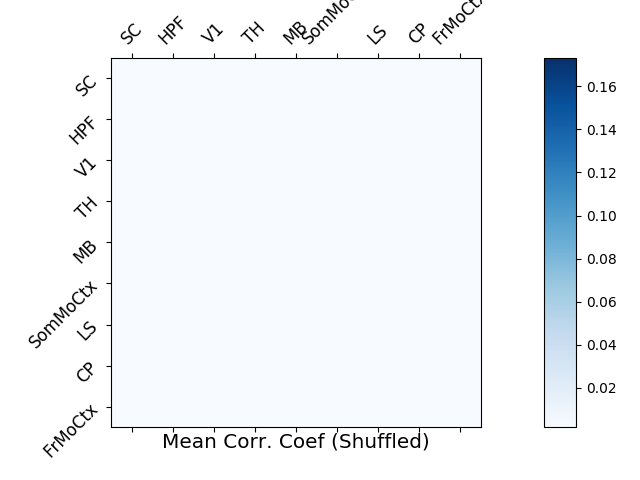 SC HPF V1 TH MB SomMo LS CP FrMoCtx
SC
HPF
V1
TH
MB
SomMoCtx
LS
CP
FrMoCtx
Mean Corr. Coef (Shuffled)
0.16
0.14
0.12
0.10
0.08
0.06
0.04
0.02